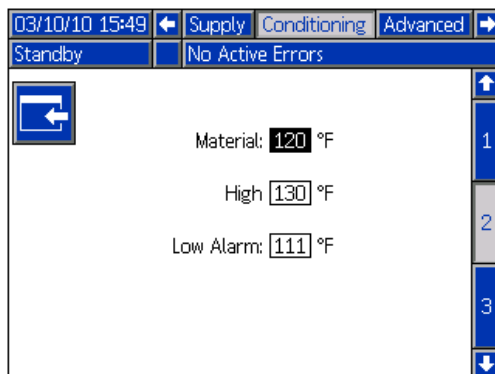 03/10/10 15:49 Supply Conditioning Advanced
Standby No Active Errors
Material: 120 °F
1
High 130 °F
2
Low Alarm: 111 °F
3